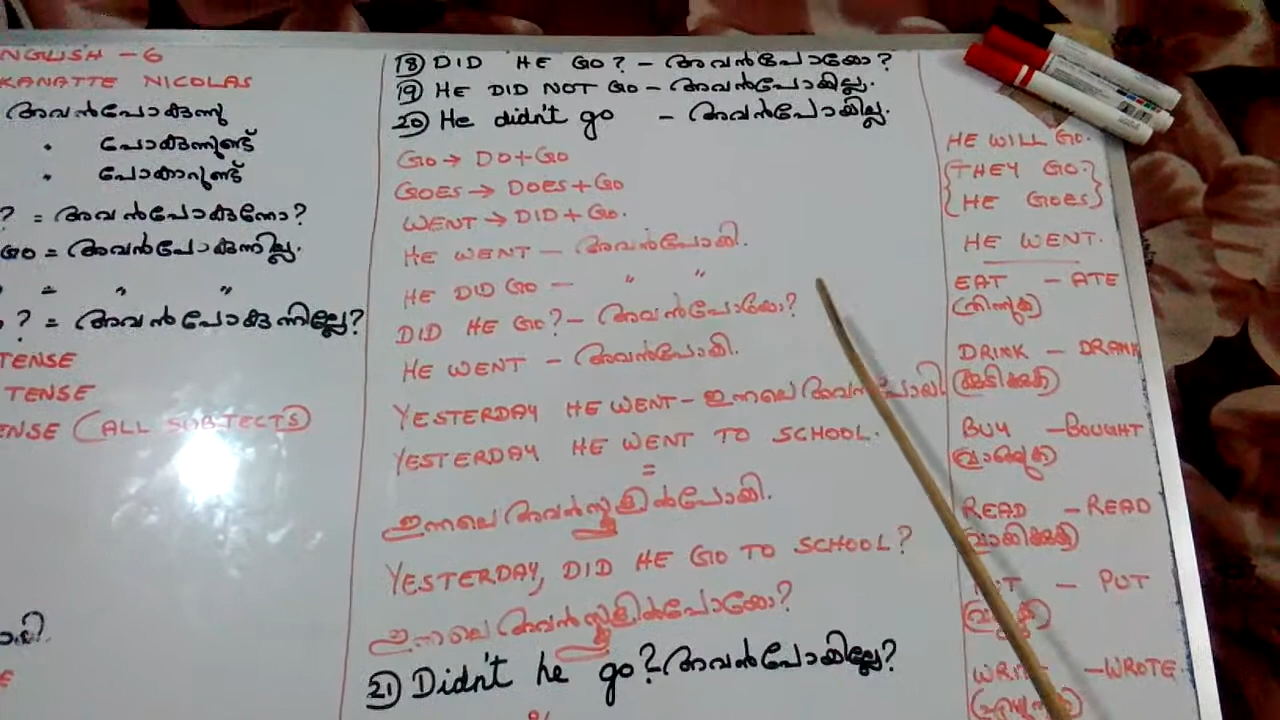 NGLISH - 6
KANATTE NICOLAS
അവൻപോകുന്നു
" പോകുന്നുണ്ട്
" പോകാറുണ്ട്
? = അവൻപോകുന്നോ?
GO = അവൻപോകുന്നില്ല.
" = " "
? = അവൻപോകുന്നില്ലേ?
TENSE
TENSE
ENSE (ALL SUBJECTS)
18) DID HE GO? - അവൻപോയോ?
19) HE DID NOT GO - അവൻപോയില്ല.
20) He didn't go - അവൻപോയില്ല.
GO → DO+GO
GOES → DOES+GO
WENT → DID+GO.
HE WENT - അവൻപോയി.
HE DID GO - " "
DID HE GO? - അവൻപോയോ?
HE WENT - അവൻപോയി.
YESTERDAY HE WENT - ഇന്നലെ അവൻപോയി.
YESTERDAY HE WENT TO SCHOOL.
=
ഇന്നലെ അവൻസ്കൂളിൽപോയി.
YESTERDAY, DID HE GO TO SCHOOL?
ഇന്നലെ അവൻസ്കൂളിൽപോയോ?
21) Didn't he go? അവൻപോയില്ലേ?
HE WILL GO.
{THEY GO.}
{HE GOES}
HE WENT.
EAT - ATE
(തിന്നുക)
DRINK - DRANK
(കുടിക്കുക)
BUY - BOUGHT
(വാങ്ങുക)
READ - READ
(വായിക്കുക)
- PUT
- WROTE